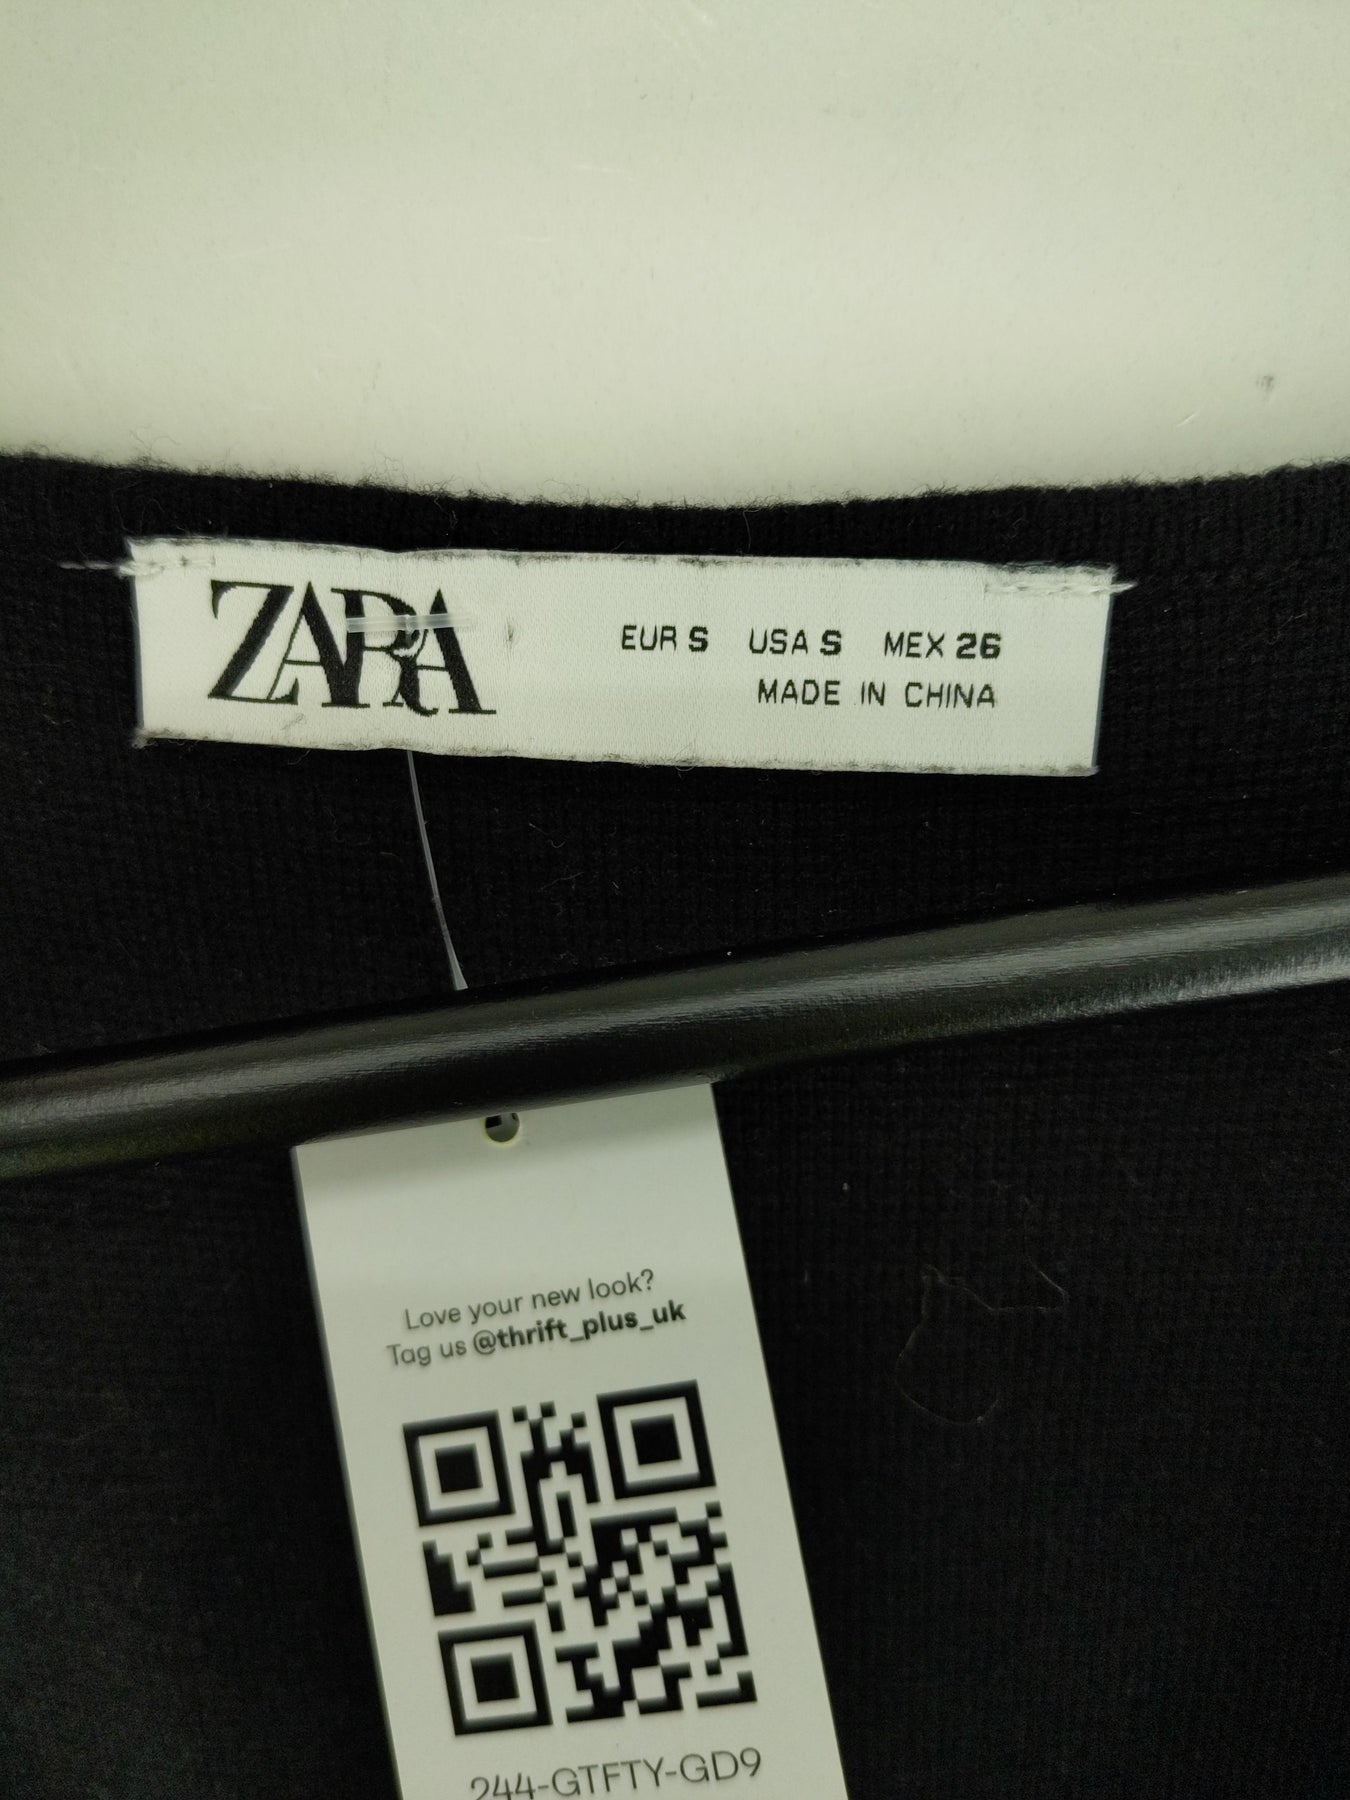 ZARA
EUR S USA S MEX 26
MADE IN CHINA
Love your new look?
Tag us @thrift_plus_uk
244-GTFTY-GD9